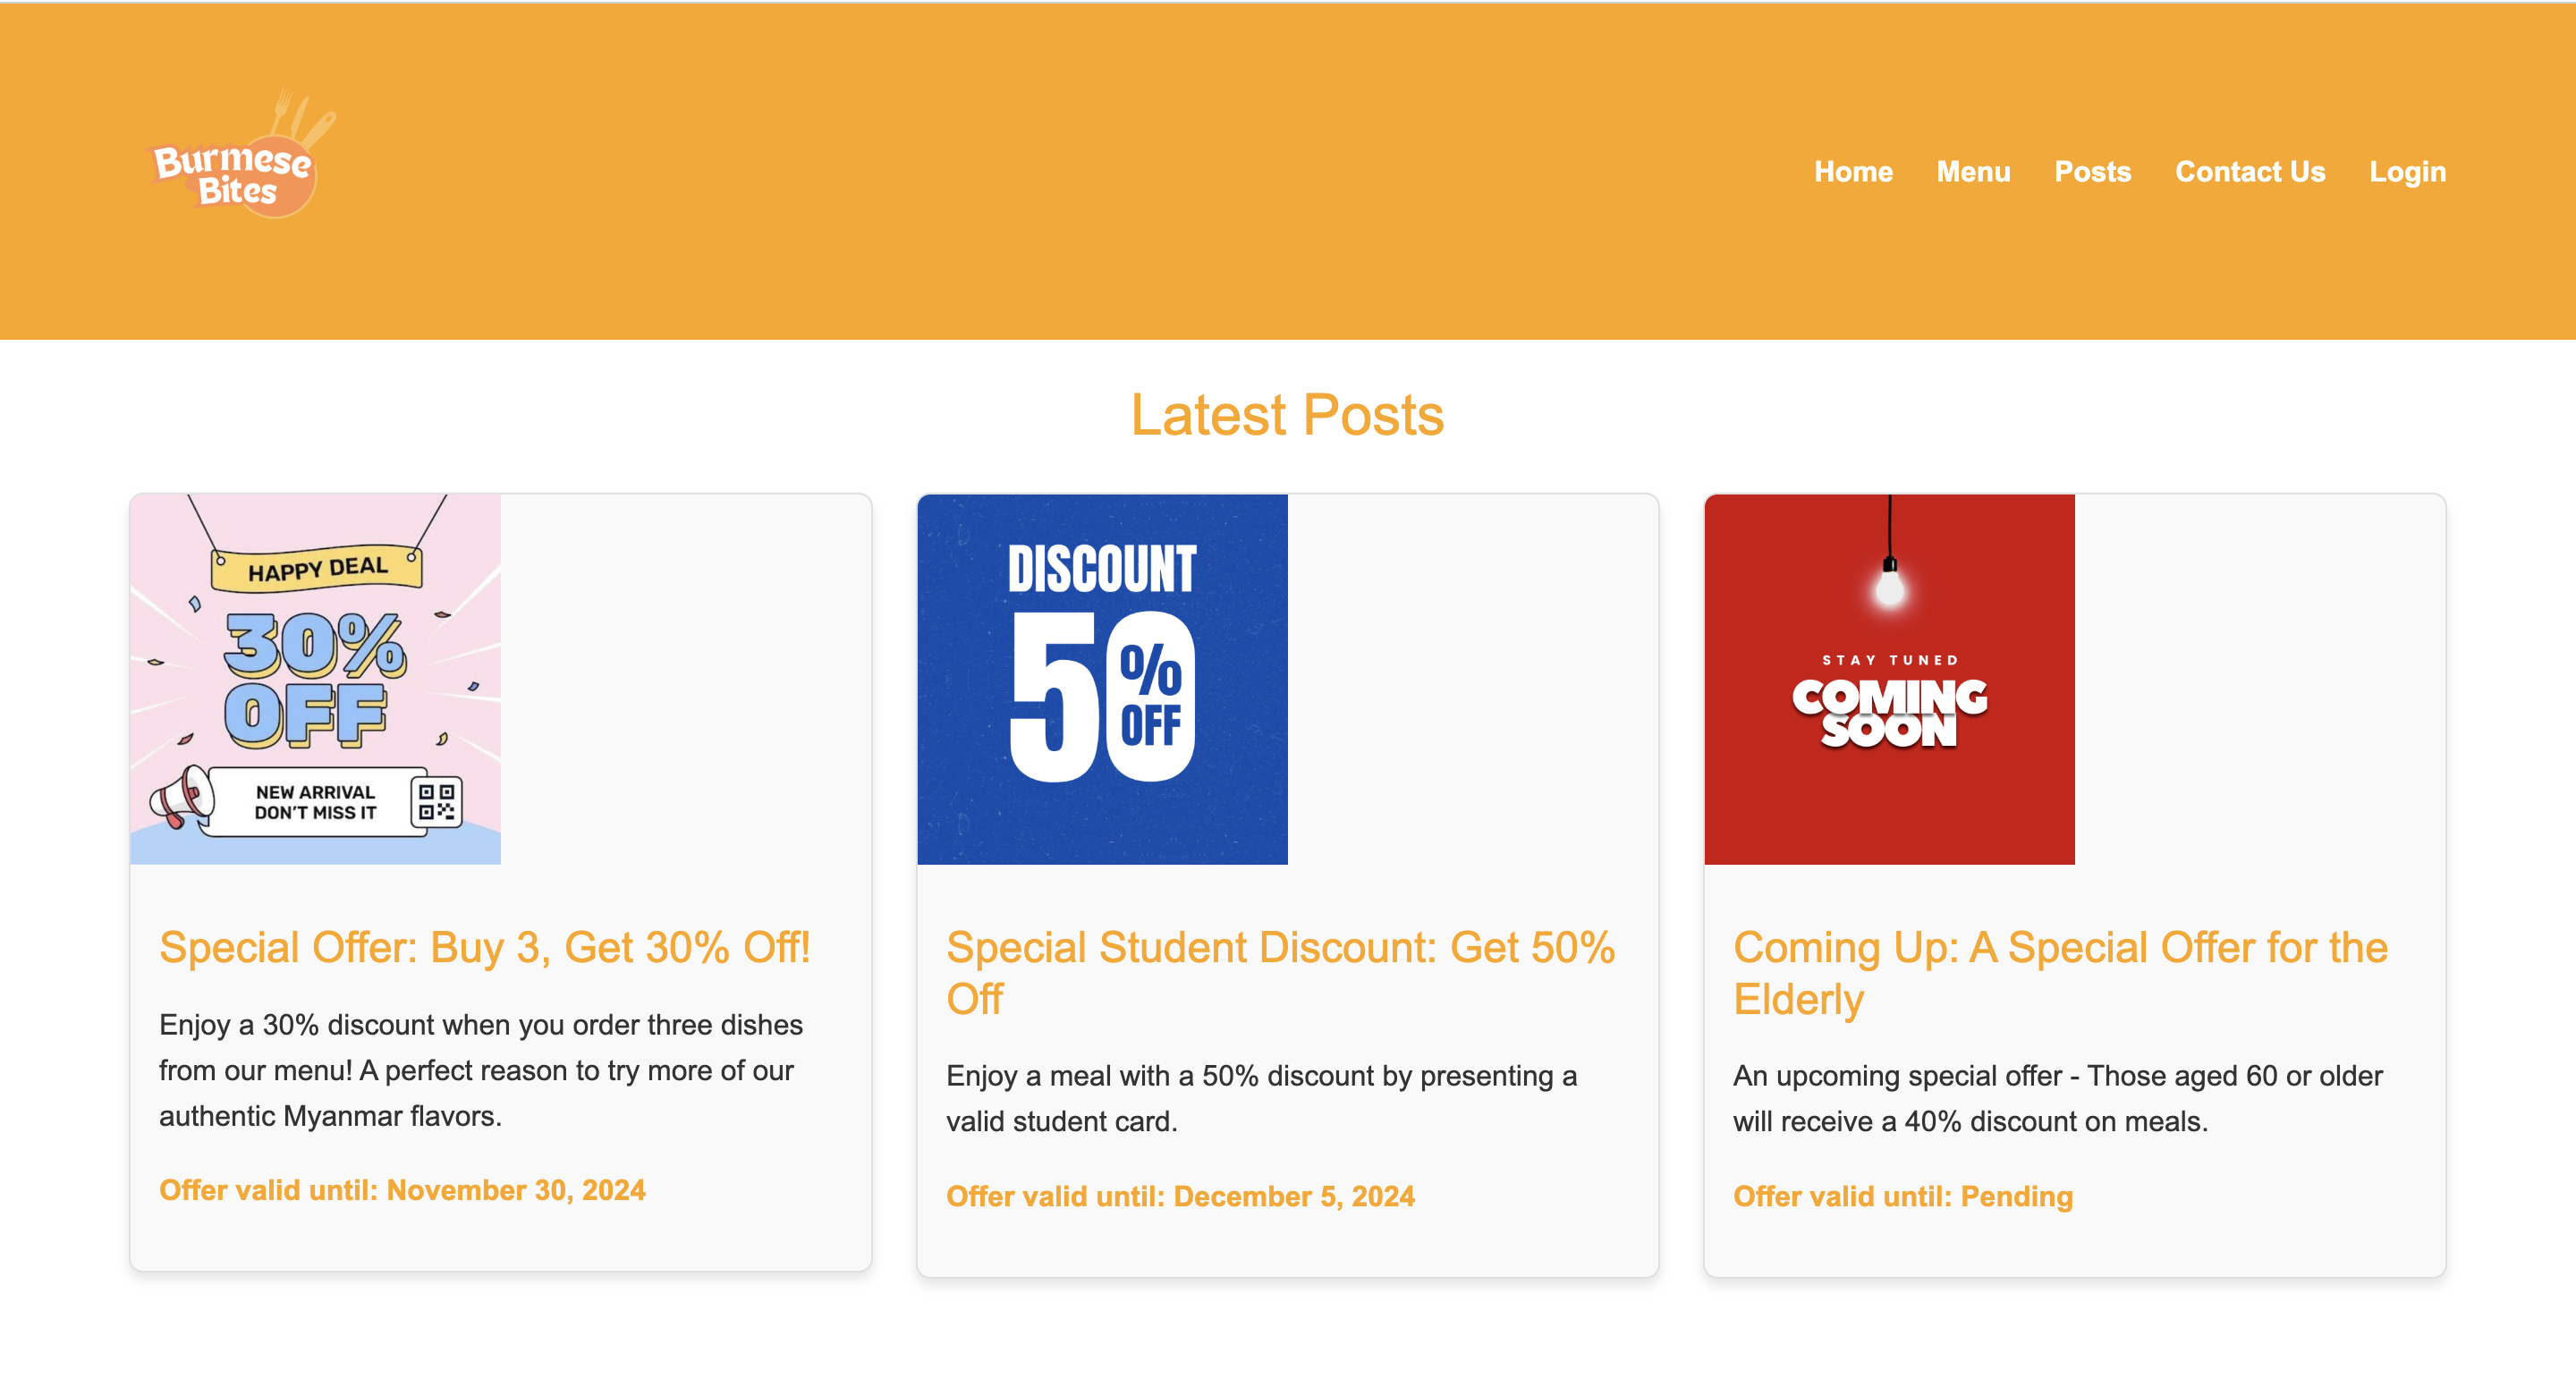 Burmese
Bites
Home
Menu
Posts
Contact Us
Login
Latest Posts
HAPPY DEAL
30%
OFF
NEW ARRIVAL
DON'T MISS IT
Special Offer: Buy 3, Get 30% Off!
Enjoy a 30% discount when you order three dishes
from our menu! A perfect reason to try more of our
authentic Myanmar flavors.
Offer valid until: November 30, 2024
DISCOUNT
50
%
OFF
Special Student Discount: Get 50%
Off
Enjoy a meal with a 50% discount by presenting a
valid student card.
Offer valid until: December 5, 2024
STAY TUNED
COMING
SOON
Coming Up: A Special Offer for the
Elderly
An upcoming special offer - Those aged 60 or older
will receive a 40% discount on meals.
Offer valid until: Pending